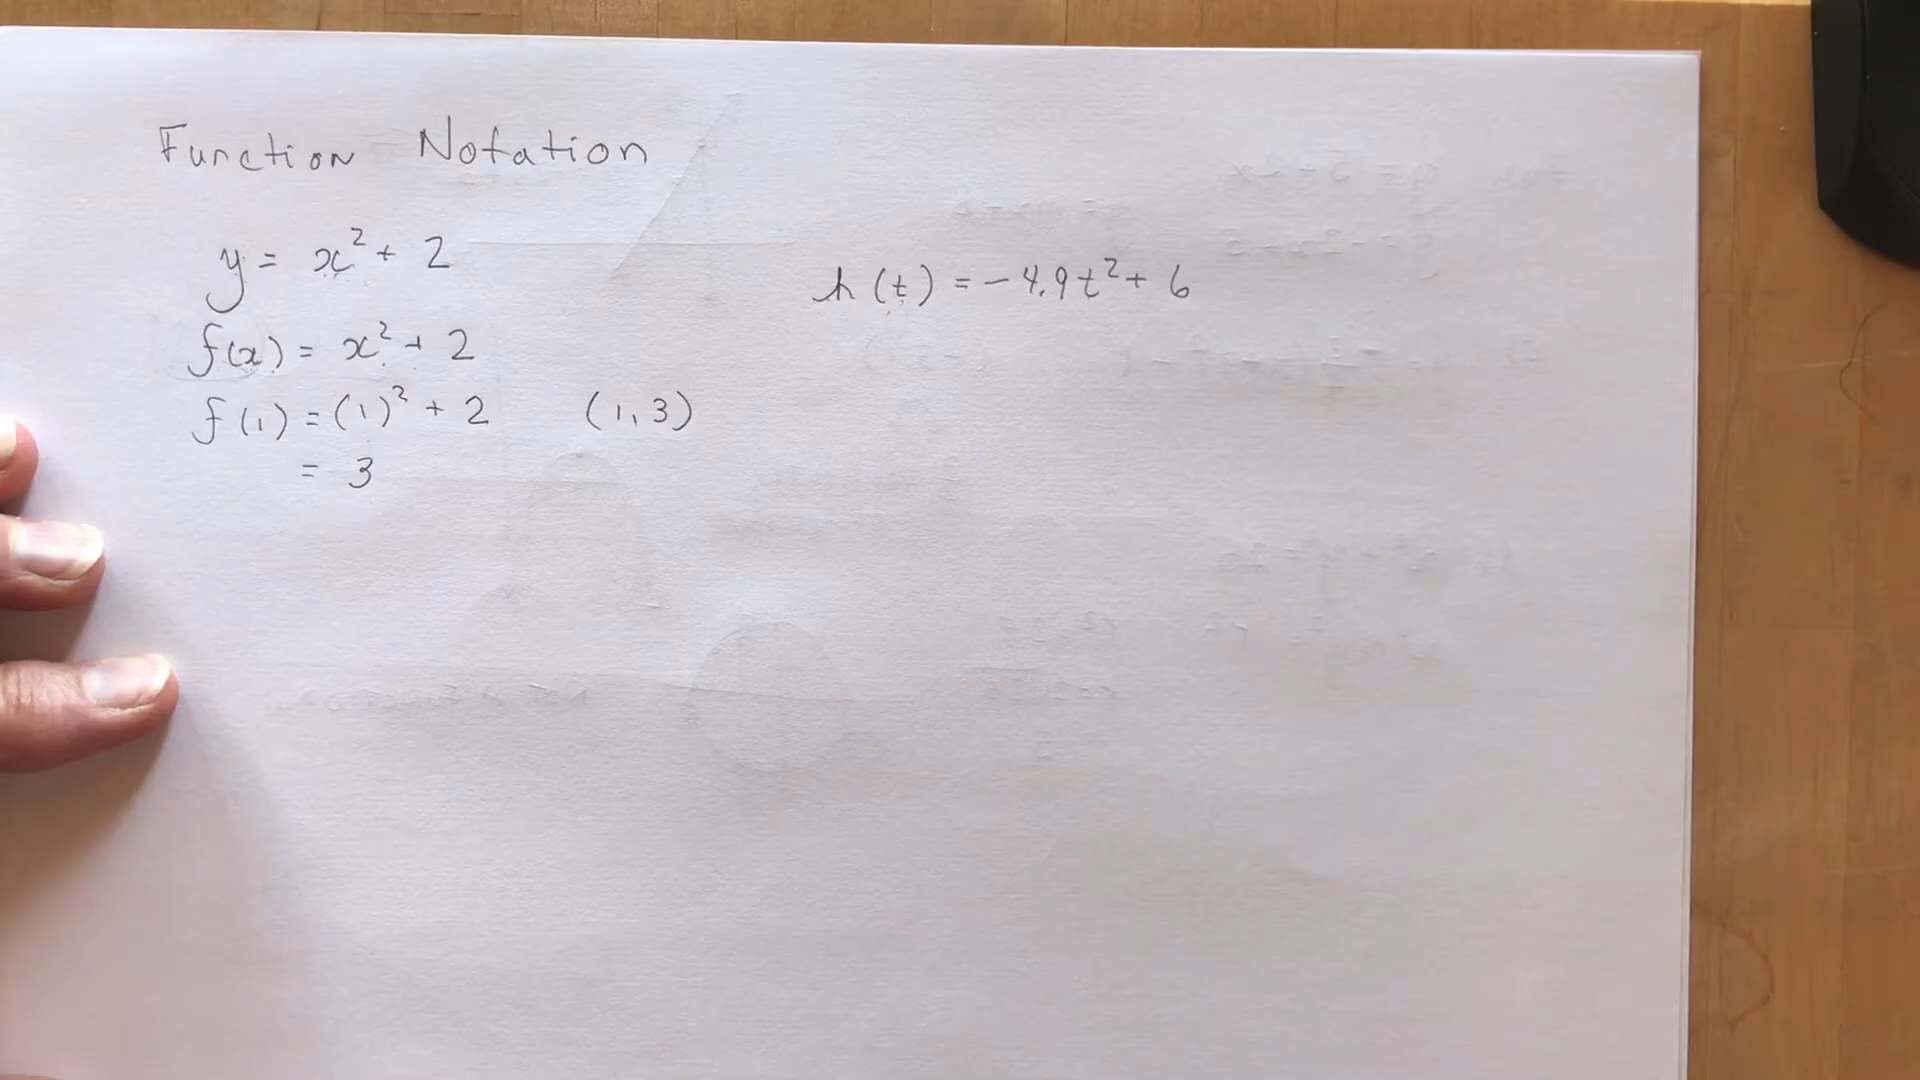 Function Notation
y = x² + 2
f(x) = x² + 2
f(1) = (1)² + 2 (1, 3)
= 3
h(t) = -4.9t² + 6